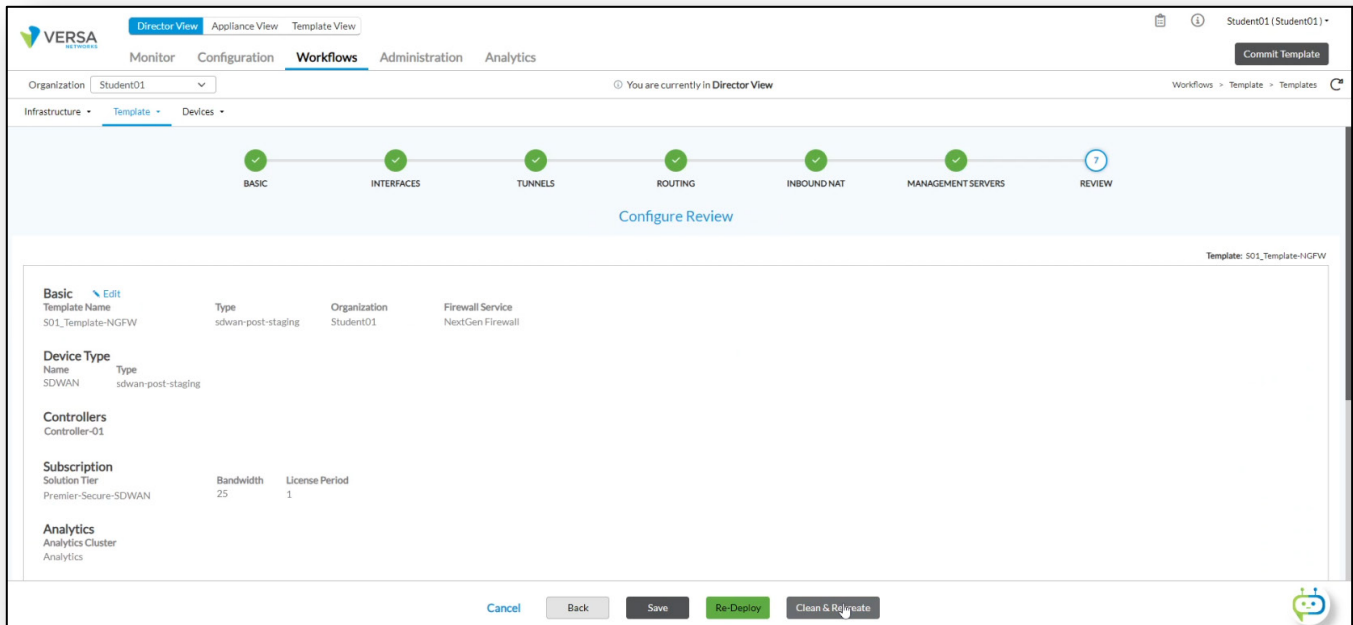 VERSA
NETWORKS
Director View Appliance View Template View
Student01 (Student01)
Monitor Configuration Workflows Administration Analytics
Commit Template
Organization Student01
You are currently in Director View
Workflows > Template > Templates
Infrastructure Template Devices
7
BASIC INTERFACES TUNNELS ROUTING INBOUND NAT MANAGEMENT SERVERS REVIEW
Configure Review
Template: S01_Template-NGFW
Basic Edit
Template Name Type Organization Firewall Service
S01_Template-NGFW sdwan-post-staging Student01 NextGen Firewall
Device Type
Name Type
SDWAN sdwan-post-staging
Controllers
Controller-01
Subscription
Solution Tier Bandwidth License Period
Premier-Secure-SDWAN 25 1
Analytics
Analytics Cluster
Analytics
Cancel Back Save Re-Deploy Clean & Recreate